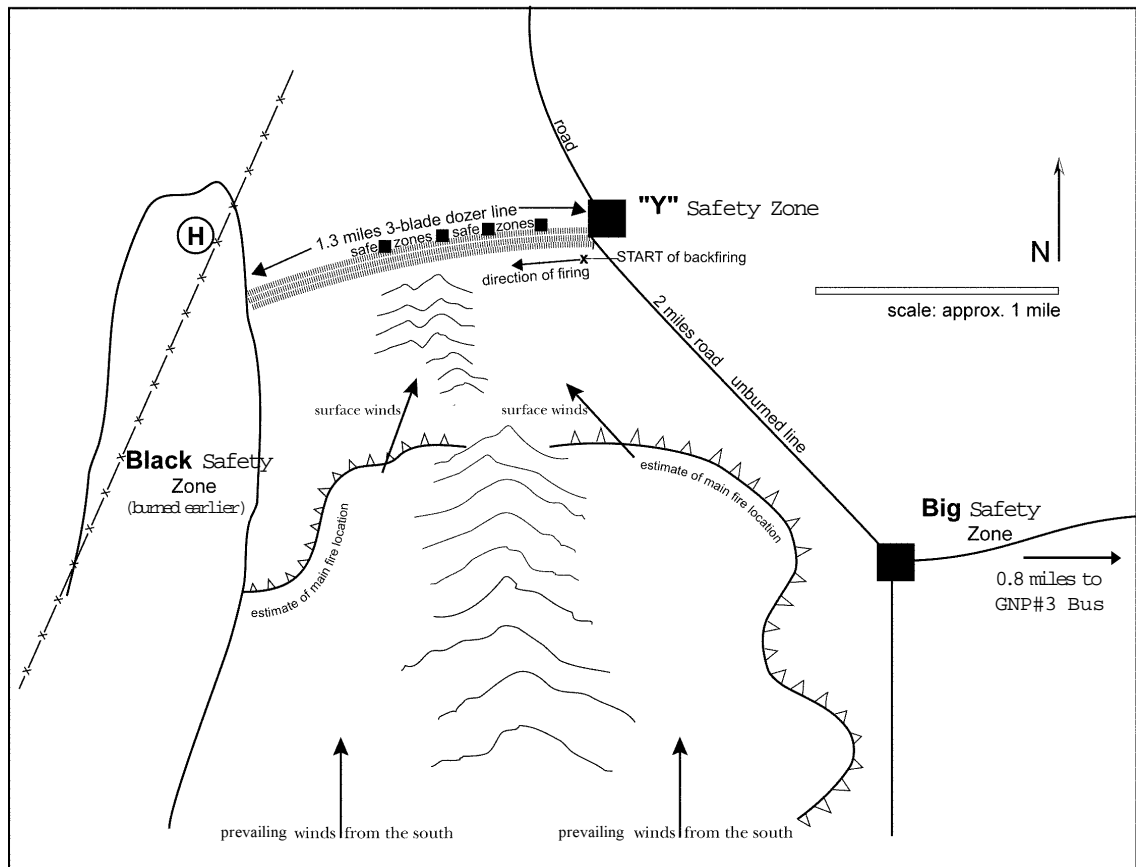 road
"Y" Safety Zone
1.3 miles 3-blade dozer line
safe zones safe zones
H
N
START of backfiring
direction of firing
2 miles road unburned line
scale: approx. 1 mile
surface winds
surface winds
Black Safety
Zone
(burned earlier)
estimate of main fire location
estimate of main fire location
Big Safety
Zone
0.8 miles to
GNP#3 Bus
prevailing winds from the south
prevailing winds from the south